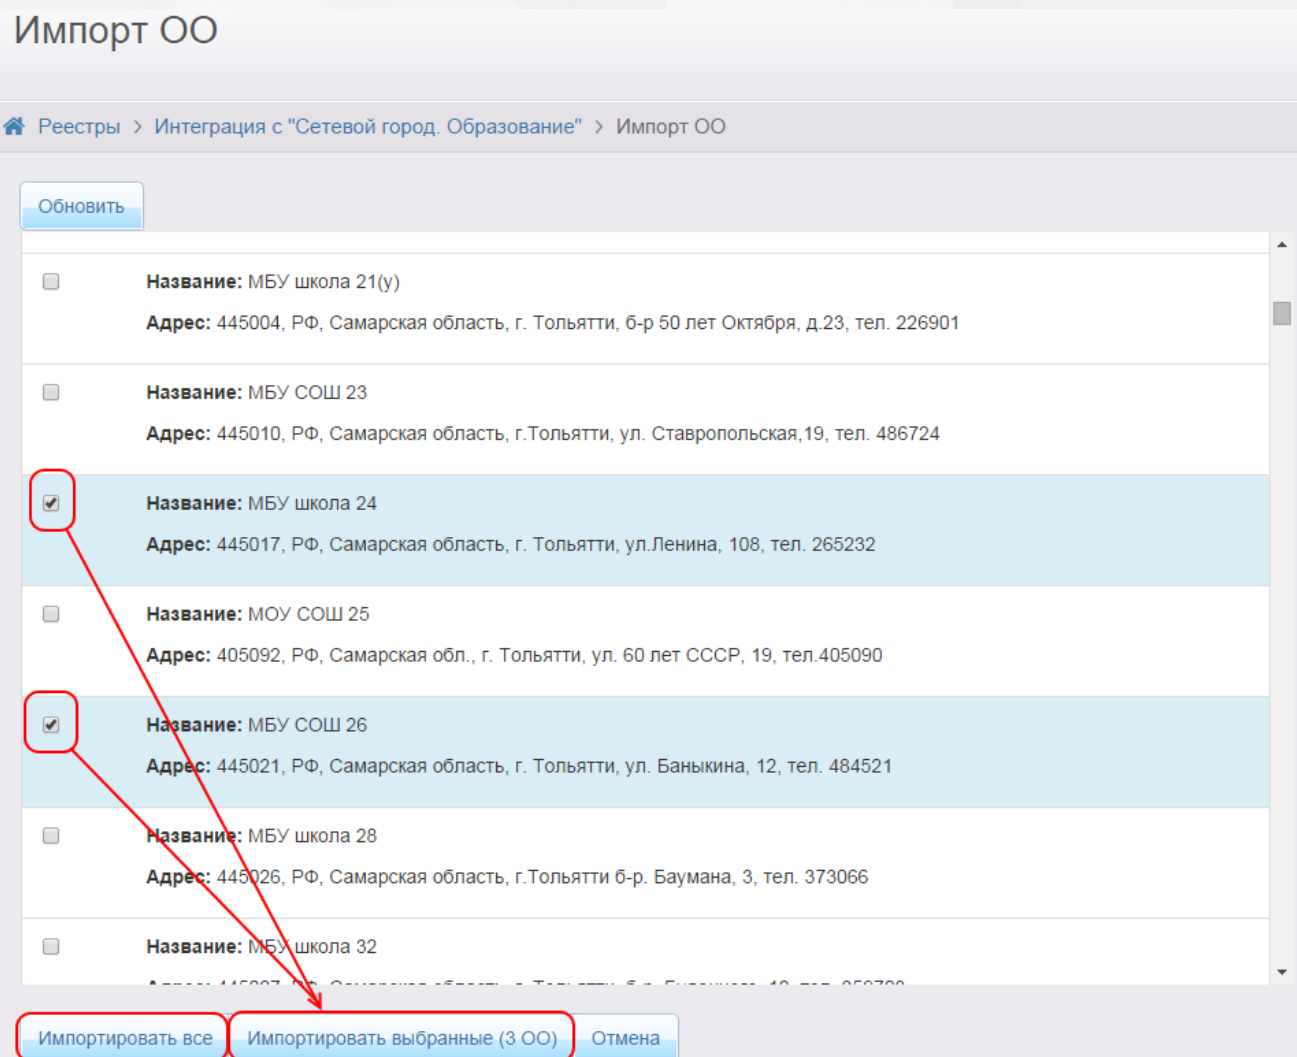 Импорт ОО
Реестры > Интеграция с "Сетевой город. Образование" > Импорт ОО
Обновить
Название: МБУ школа 21(у)
Адрес: 445004, РФ, Самарская область, г. Тольятти, б-р 50 лет Октября, д.23, тел. 226901
Название: МБУ СОШ 23
Адрес: 445010, РФ, Самарская область, г.Тольятти, ул. Ставропольская,19, тел. 486724
Название: МБУ школа 24
Адрес: 445017, РФ, Самарская область, г. Тольятти, ул.Ленина, 108, тел. 265232
Название: МОУ СОШ 25
Адрес: 405092, РФ, Самарская обл., г. Тольятти, ул. 60 лет СССР, 19, тел.405090
Название: МБУ СОШ 26
Адрес: 445021, РФ, Самарская область, г. Тольятти, ул. Баныкина, 12, тел. 484521
Название: МБУ школа 28
Адрес: 445026, РФ, Самарская область, г.Тольятти б-р. Баумана, 3, тел. 373066
Название: МБУ школа 32
Импортировать все Импортировать выбранные (3 ОО) Отмена